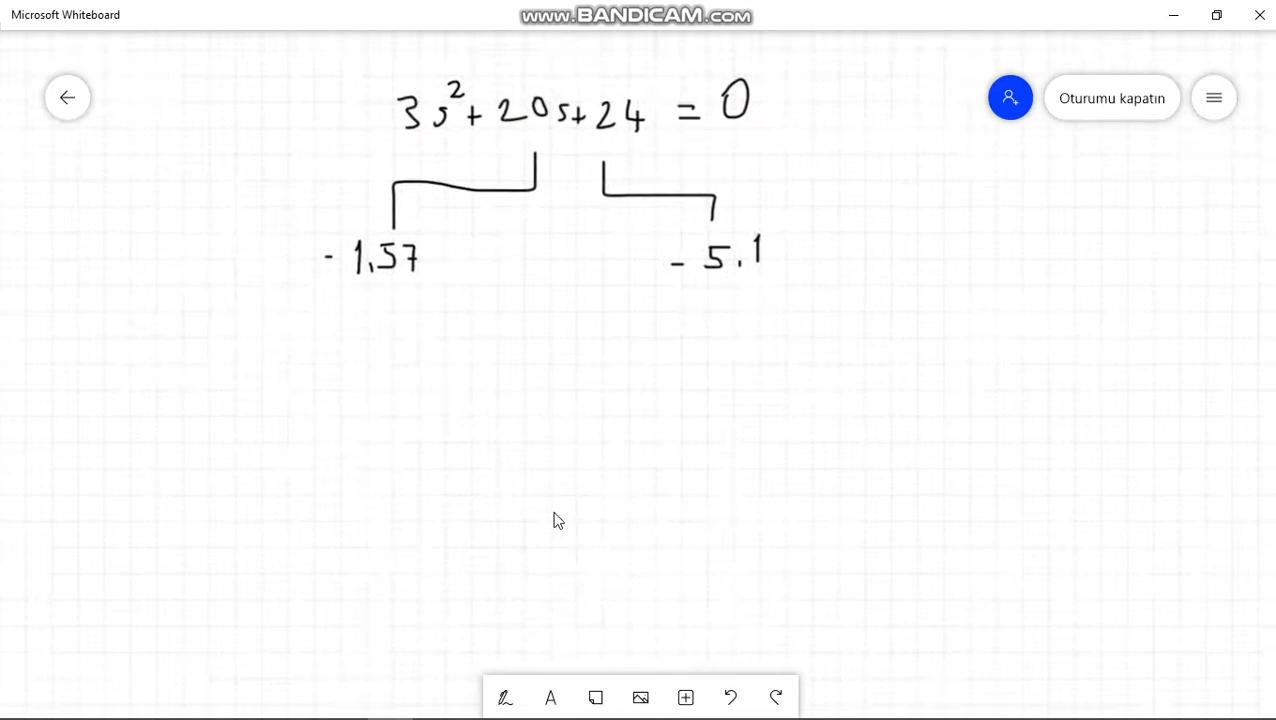 Microsoft Whiteboard
www.BANDICAM.com
3s²+20s+24 = 0
Oturumu kapatın
- 1.57
- 5.1
A